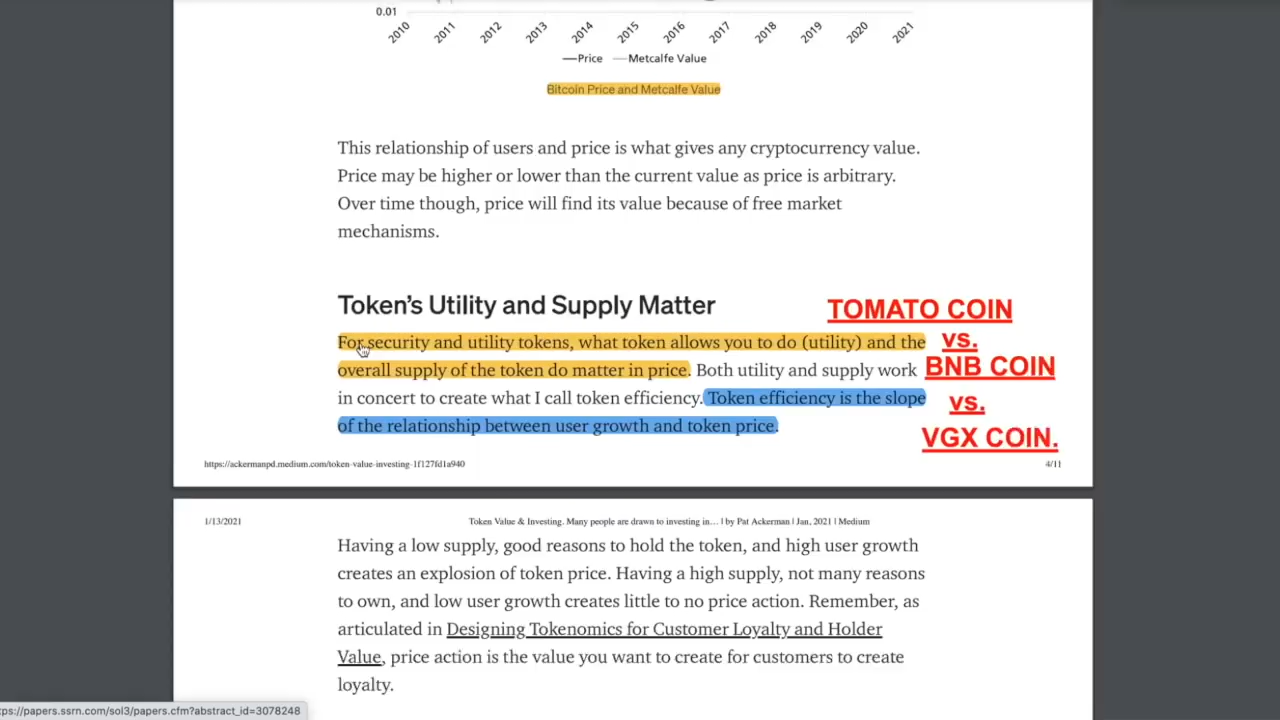 0.01
2010 2011 2012 2013 2014 2015 2016 2017 2018 2019 2020 2021
Price Metcalfe Value
Bitcoin Price and Metcalfe Value
This relationship of users and price is what gives any cryptocurrency value.
Price may be higher or lower than the current value as price is arbitrary.
Over time though, price will find its value because of free market
mechanisms.
Token's Utility and Supply Matter
TOMATO COIN
For security and utility tokens, what token allows you to do (utility) and the
vs.
overall supply of the token do matter in price. Both utility and supply work
BNB COIN
in concert to create what I call token efficiency. Token efficiency is the slope
vs.
of the relationship between user growth and token price.
VGX COIN.
https://ackermanpd.medium.com/token-value-investing-1f127fd1a940 4/11
1/13/2021 Token Value & Investing. Many people are drawn to investing in... | by Pat Ackerman | Jan, 2021 | Medium
Having a low supply, good reasons to hold the token, and high user growth
creates an explosion of token price. Having a high supply, not many reasons
to own, and low user growth creates little to no price action. Remember, as
articulated in Designing Tokenomics for Customer Loyalty and Holder
Value, price action is the value you want to create for customers to create
loyalty.
tps://papers.ssrn.com/sol3/papers.cfm?abstract_id=3078248